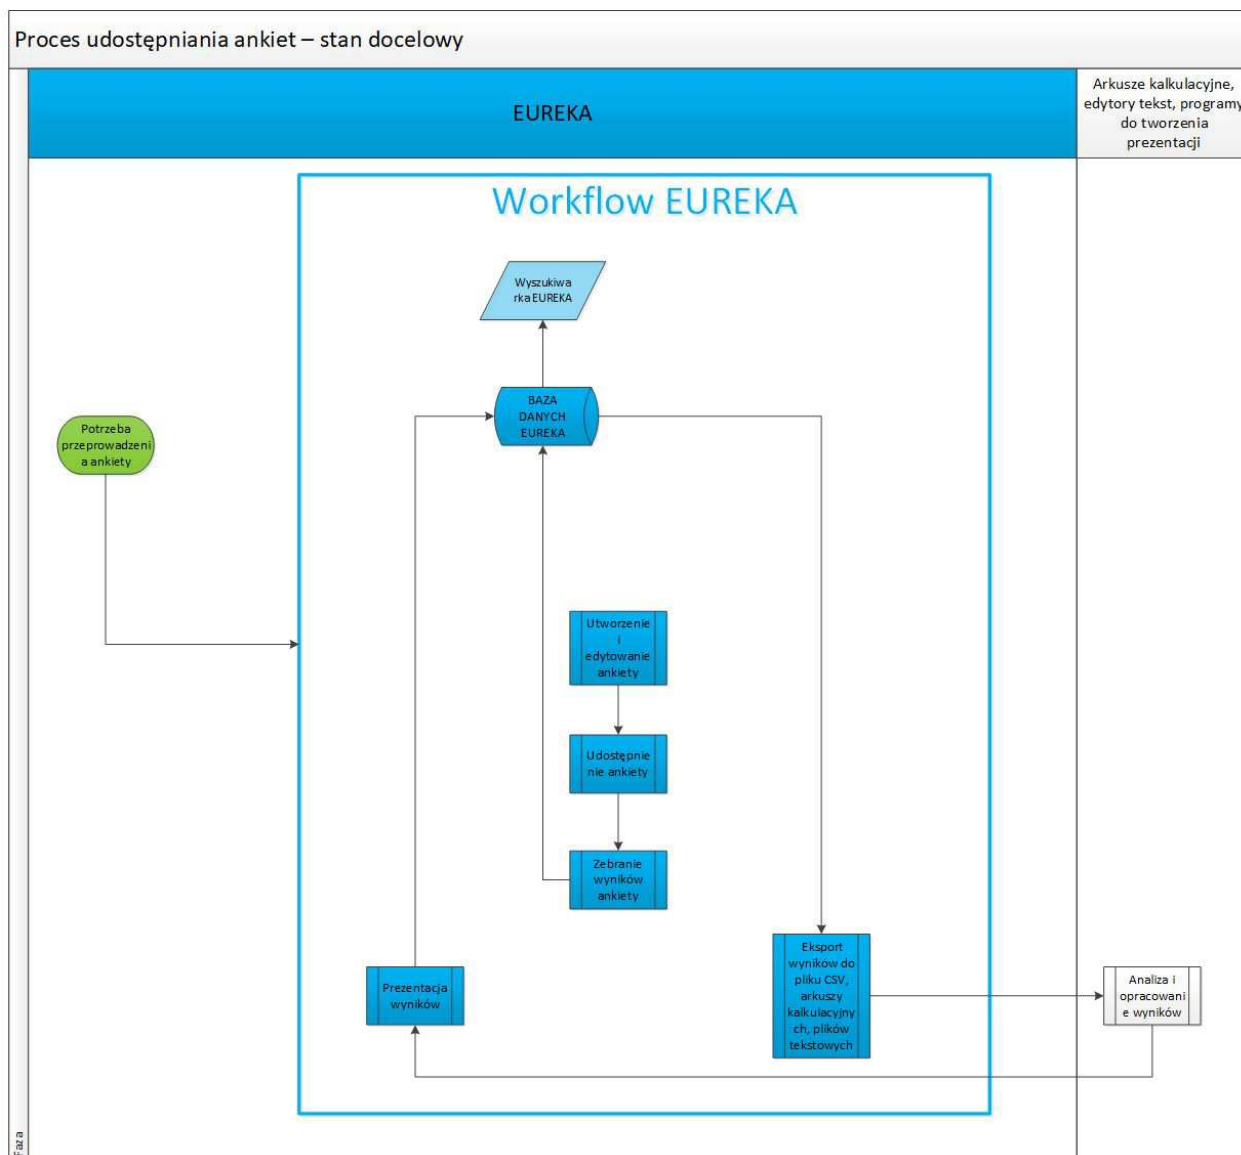 Proces udostępniania ankiet – stan docelowy
EUREKA
Arkusze kalkulacyjne,
edytory tekst, programy
do tworzenia
prezentacji
Workflow EUREKA
Wyszukiwa
rka EUREKA
BAZA
DANYCH
EUREKA
Potrzeba
przeprowadzeni
a ankiety
Utworzenie
i
edytowanie
ankiety
Udostępnie
nie ankiety
Zebranie
wyników
ankiety
Prezentacja
wyników
Eksport
wyników do
pliku CSV,
arkuszy
kalkulacyjny
ch, plików
tekstowych
Analiza i
opracowani
e wyników
Faza